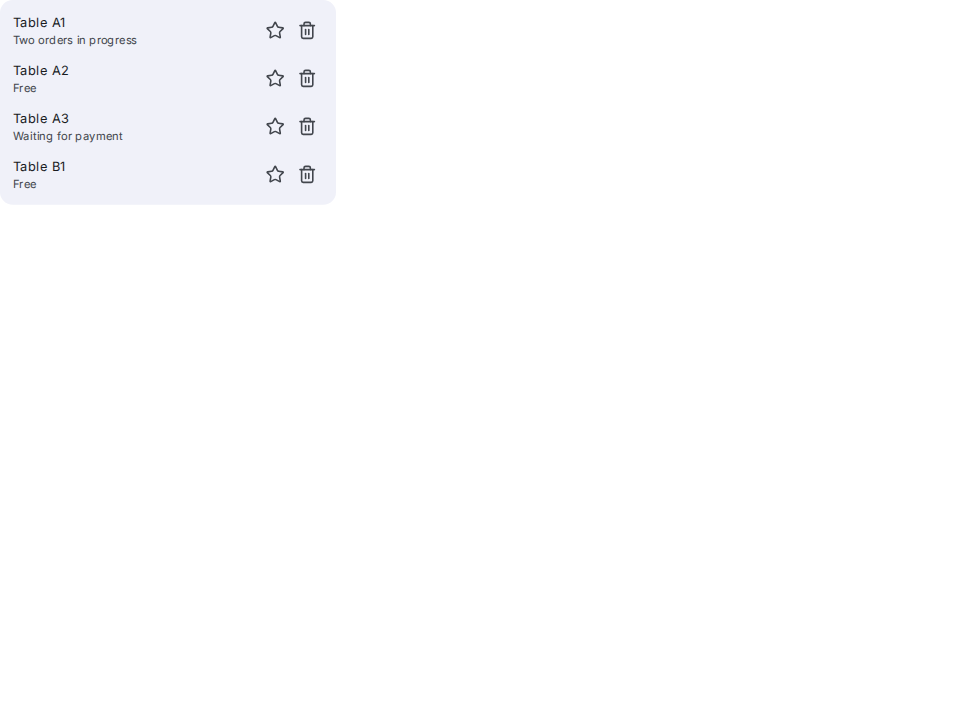 Table A1
Two orders in progress
Table A2
Free
Table A3
Waiting for payment
Table B1
Free